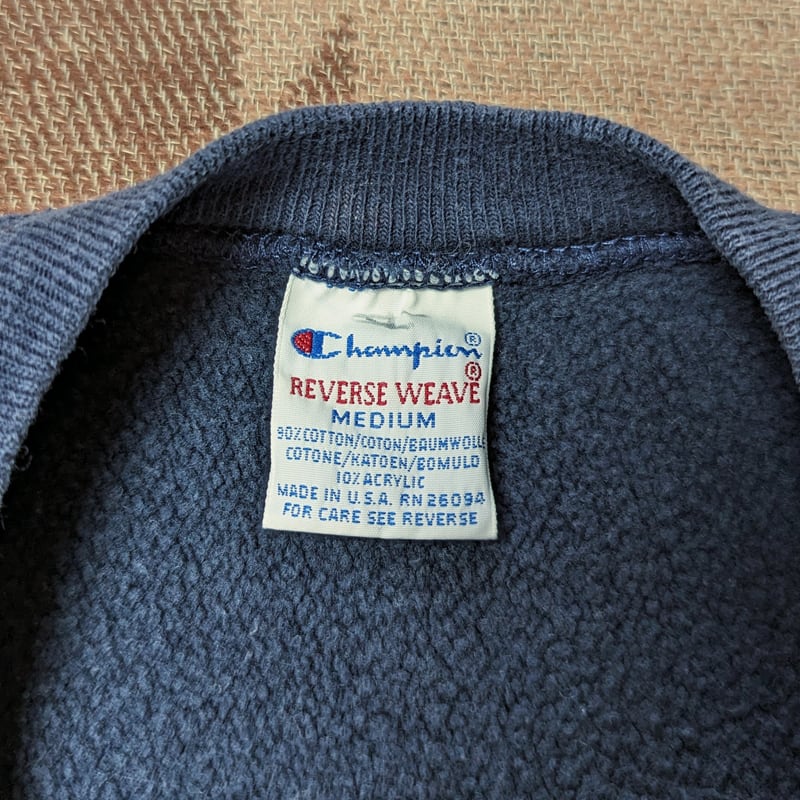 Champion®
REVERSE WEAVE®
MEDIUM
90% COTTON/COTON/BAUMWOLLE
COTONE/KATOEN/BOMULD
10% ACRYLIC
MADE IN U.S.A. RN 26094
FOR CARE SEE REVERSE